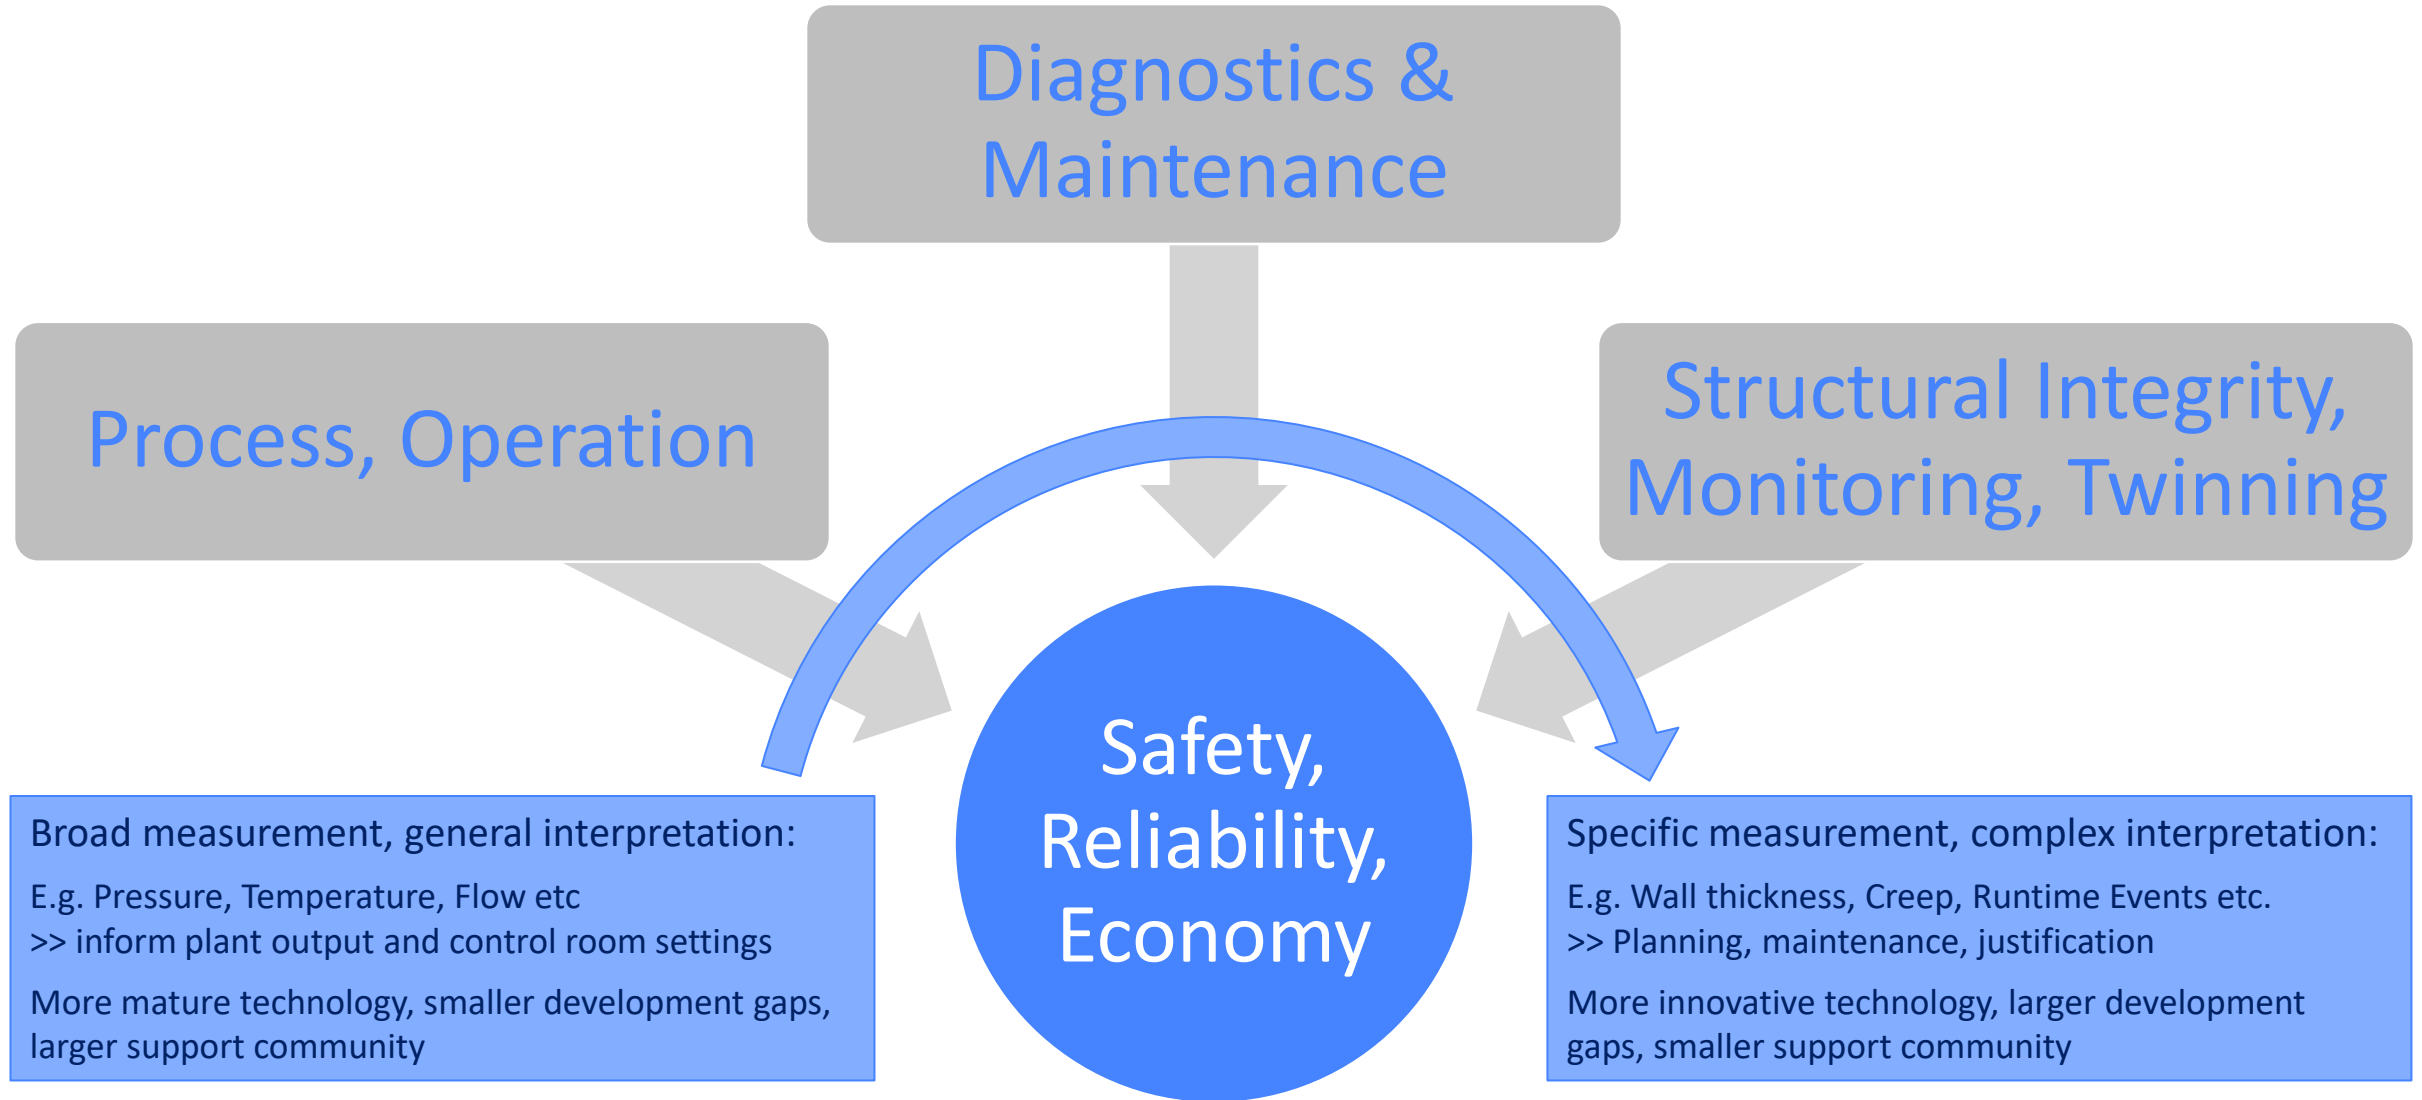 Diagnostics &
Maintenance
Process, Operation
Structural Integrity,
Monitoring, Twinning
Safety,
Reliability,
Economy
Broad measurement, general interpretation:
E.g. Pressure, Temperature, Flow etc
>> inform plant output and control room settings
More mature technology, smaller development gaps,
larger support community
Specific measurement, complex interpretation:
E.g. Wall thickness, Creep, Runtime Events etc.
>> Planning, maintenance, justification
More innovative technology, larger development
gaps, smaller support community